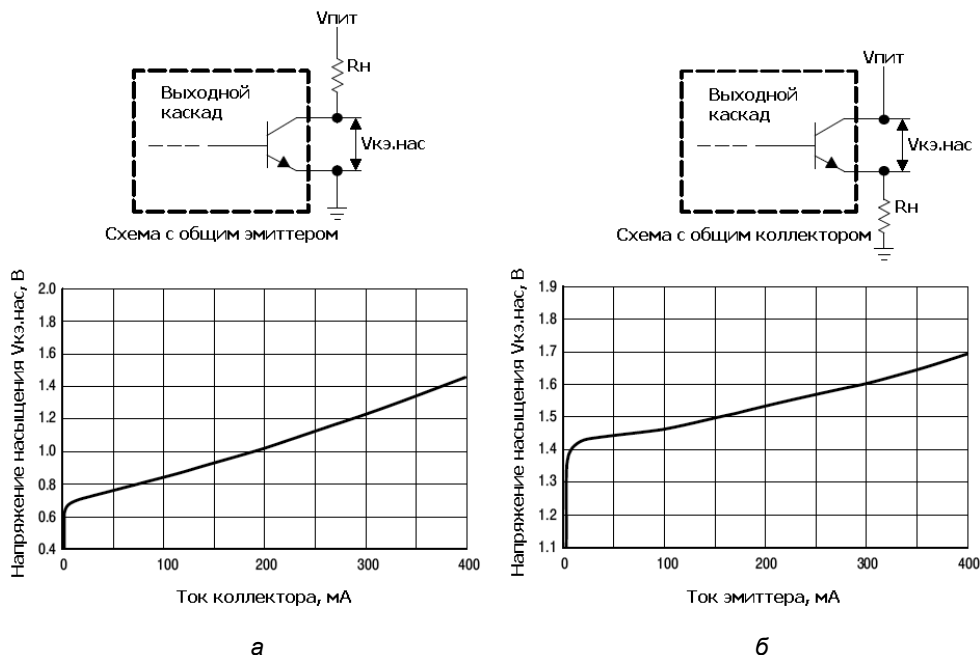 Vпит
Rн
Выходной
каскад
Vкэ.нас
Схема с общим эмиттером
Vпит
Выходной
каскад
Vкэ.нас
Rн
Схема с общим коллектором
Напряжение насыщения Vкэ.нас, В
2.0
1.8
1.6
1.4
1.2
1.0
0.8
0.6
0.4
0
100
200
300
400
Ток коллектора, мА
а
Напряжение насыщения Vкэ.нас, В
1.9
1.8
1.7
1.6
1.5
1.4
1.3
1.2
1.1
0
100
200
300
400
Ток эмиттера, мА
б